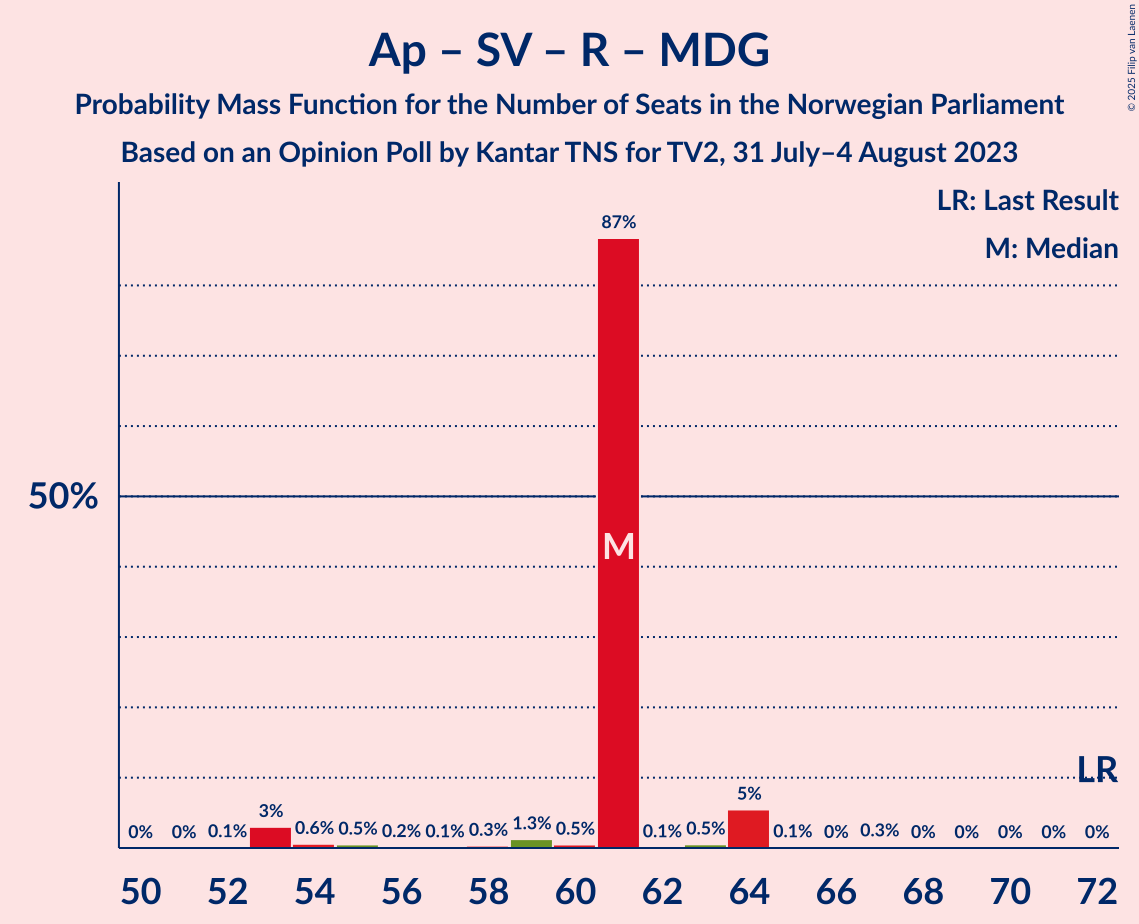 Ap – SV – R – MDG
Probability Mass Function for the Number of Seats in the Norwegian Parliament
Based on an Opinion Poll by Kantar TNS for TV2, 31 July–4 August 2023
© 2025 Filip van Laenen
LR: Last Result
M: Median
87%
50%
M
LR
0% 0% 0.1% 3% 0.6% 0.5% 0.2% 0.1% 0.3% 1.3% 0.5% 0.1% 0.5% 5% 0.1% 0% 0.3% 0% 0% 0% 0% 0%
50 52 54 56 58 60 62 64 66 68 70 72